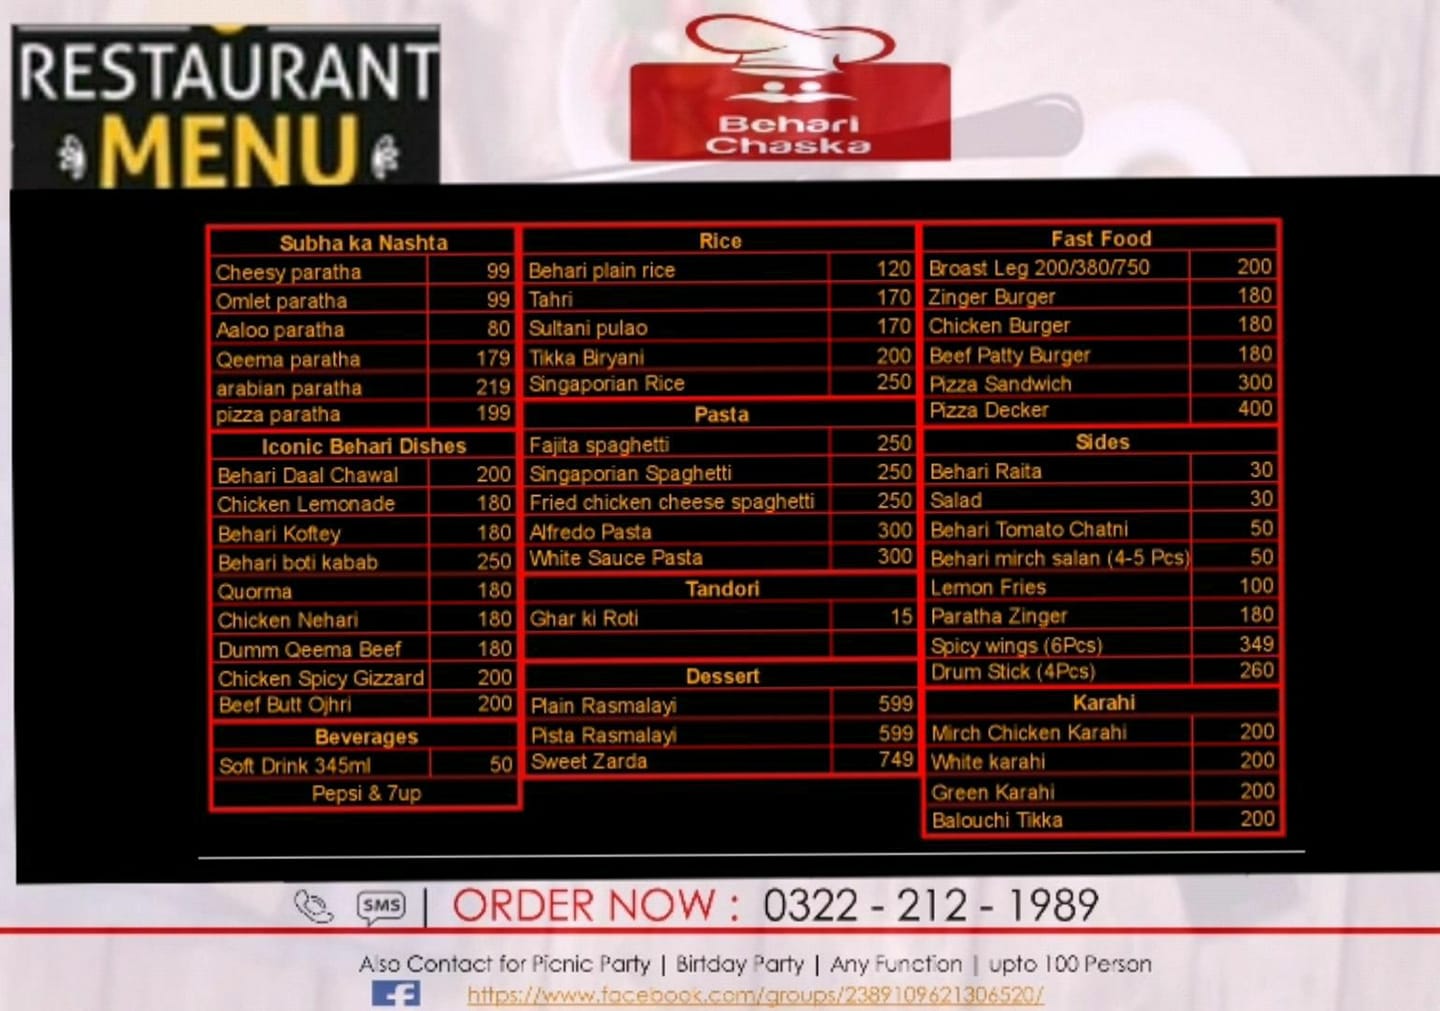 RESTAURANT
MENU
Behari
Chaska
Subha ka Nashta
Cheesy paratha 99
Omlet paratha 99
Aaloo paratha 80
Qeema paratha 179
arabian paratha 219
pizza paratha 199
Iconic Behari Dishes
Behari Daal Chawal 200
Chicken Lemonade 180
Behari Koftey 180
Behari boti kabab 250
Quorma 180
Chicken Nehari 180
Dumm Qeema Beef 180
Chicken Spicy Gizzard 200
Beef Butt Ojhri 200
Beverages
Soft Drink 345ml 50
Pepsi & 7up
Rice
Behari plain rice 120
Tahri 170
Sultani pulao 170
Tikka Biryani 200
Singaporian Rice 250
Pasta
Fajita spaghetti 250
Singaporian Spaghetti 250
Fried chicken cheese spaghetti 250
Alfredo Pasta 300
White Sauce Pasta 300
Tandori
Ghar ki Roti 15
Dessert
Plain Rasmalayi 599
Pista Rasmalayi 599
Sweet Zarda 749
Fast Food
Broast Leg 200/380/750 200
Zinger Burger 180
Chicken Burger 180
Beef Patty Burger 180
Pizza Sandwich 300
Pizza Decker 400
Sides
Behari Raita 30
Salad 30
Behari Tomato Chatni 50
Behari mirch salan (4-5 Pcs) 50
Lemon Fries 100
Paratha Zinger 180
Spicy wings (6Pcs) 349
Drum Stick (4Pcs) 260
Karahi
Mirch Chicken Karahi 200
White karahi 200
Green Karahi 200
Balouchi Tikka 200
SMS | ORDER NOW : 0322 - 212 - 1989
Also Contact for Picnic Party | Birtday Party | Any Function | upto 100 Person
https://www.facebook.com/groups/2389109621306520/